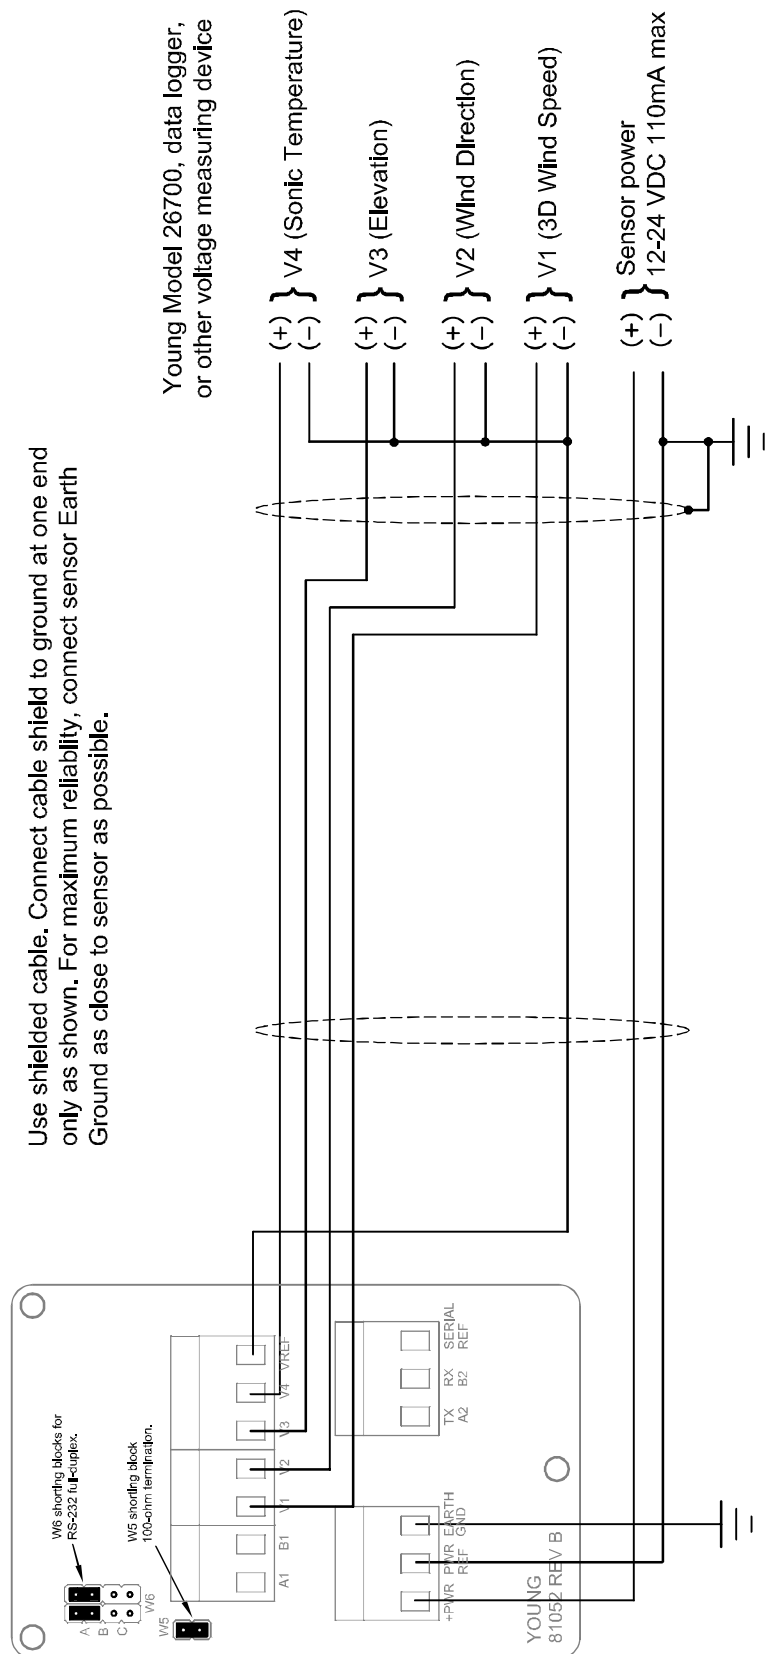 Use shielded cable. Connect cable shield to ground at one end
only as shown. For maximum reliablity, connect sensor Earth
Ground as close to sensor as possible.
Young Model 26700, data logger,
or other voltage measuring device
W6 shorting blocks for
RS-232 full-duplex.
W5 shorting block
100-ohm termination.
A
B
C
W6
W5
A1
B1
V1
V2
V3
V4
VREF
(+)
(−)
V4 (Sonic Temperature)
(+)
(−)
V3 (Elevation)
(+)
(−)
V2 (Wind Direction)
(+)
(−)
V1 (3D Wind Speed)
+PWR
PWR
REF
EARTH
GND
TX
A2
RX
B2
SERIAL
REF
YOUNG
81052 REV B
(+)
(−)
Sensor power
12-24 VDC 110mA max